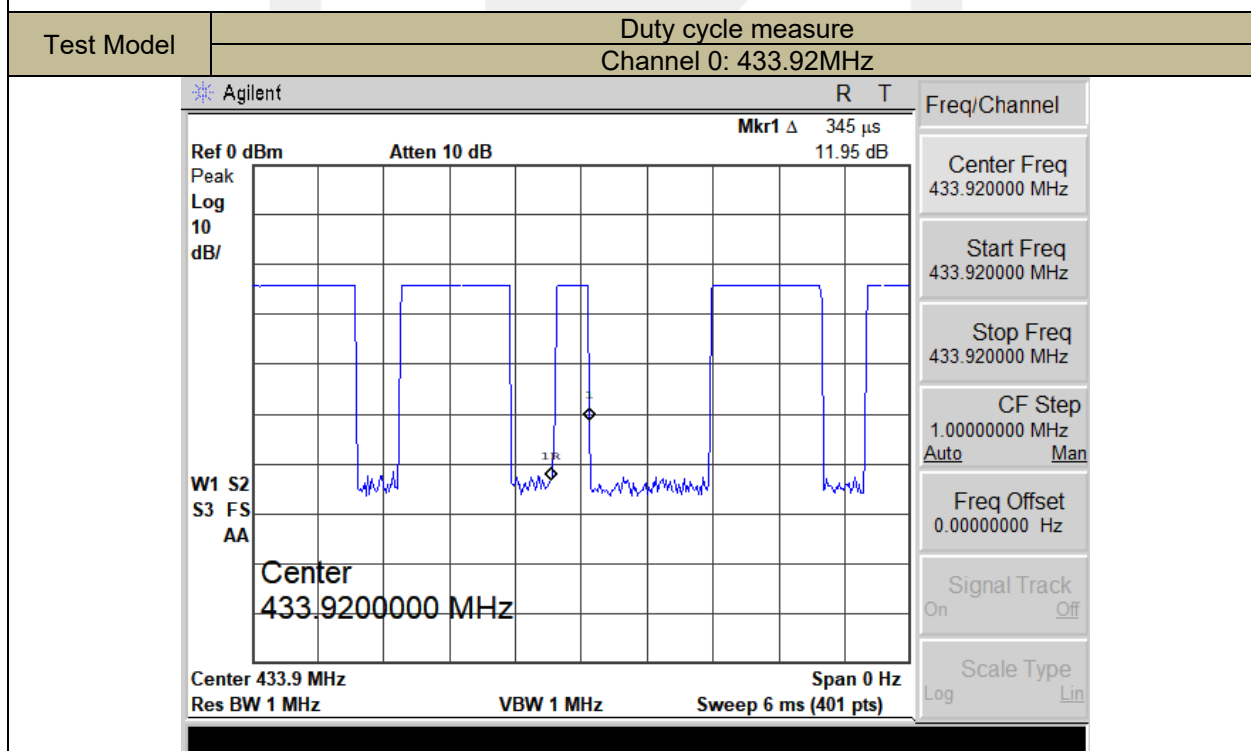 Test Model
Duty cycle measure
Channel 0: 433.92MHz
Agilent
R T
Mkr1 Δ 345 µs
Ref 0 dBm Atten 10 dB 11.95 dB
Peak
Log
10
dB/
1
1R
W1 S2
S3 FS
AA
Center
433.9200000 MHz
Center 433.9 MHz Span 0 Hz
Res BW 1 MHz VBW 1 MHz Sweep 6 ms (401 pts)
Freq/Channel
Center Freq
433.920000 MHz
Start Freq
433.920000 MHz
Stop Freq
433.920000 MHz
CF Step
1.00000000 MHz
Auto Man
Freq Offset
0.00000000 Hz
Signal Track
On Off
Scale Type
Log Lin